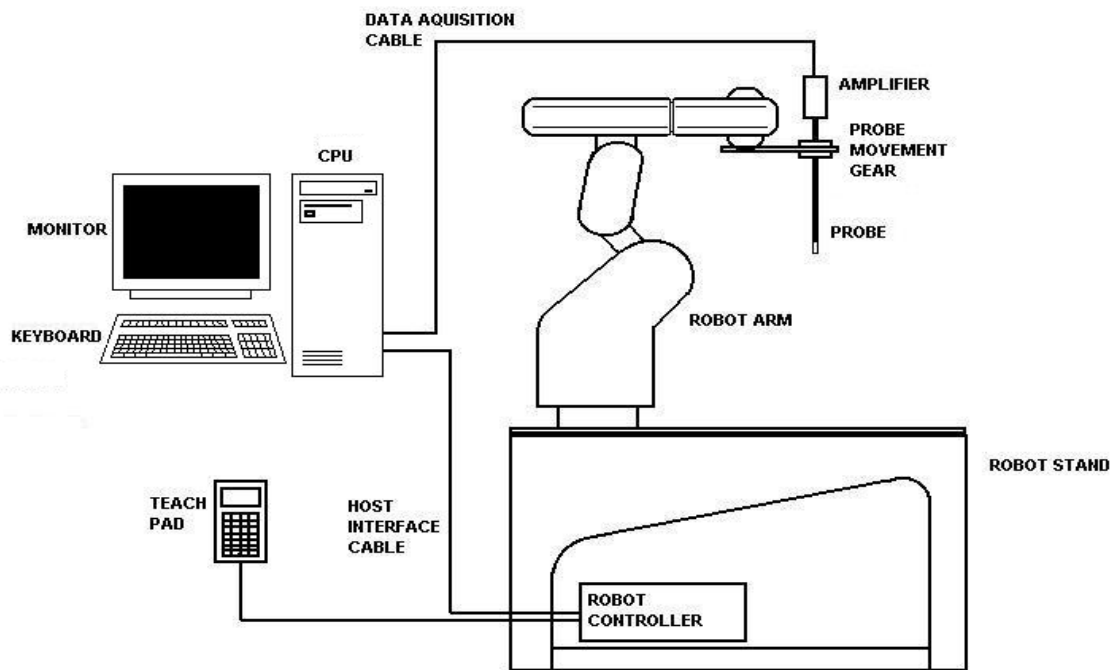 DATA AQUISITION
CABLE
AMPLIFIER
PROBE
MOVEMENT
GEAR
CPU
MONITOR
PROBE
KEYBOARD
ROBOT ARM
ROBOT STAND
TEACH
PAD
HOST
INTERFACE
CABLE
ROBOT
CONTROLLER